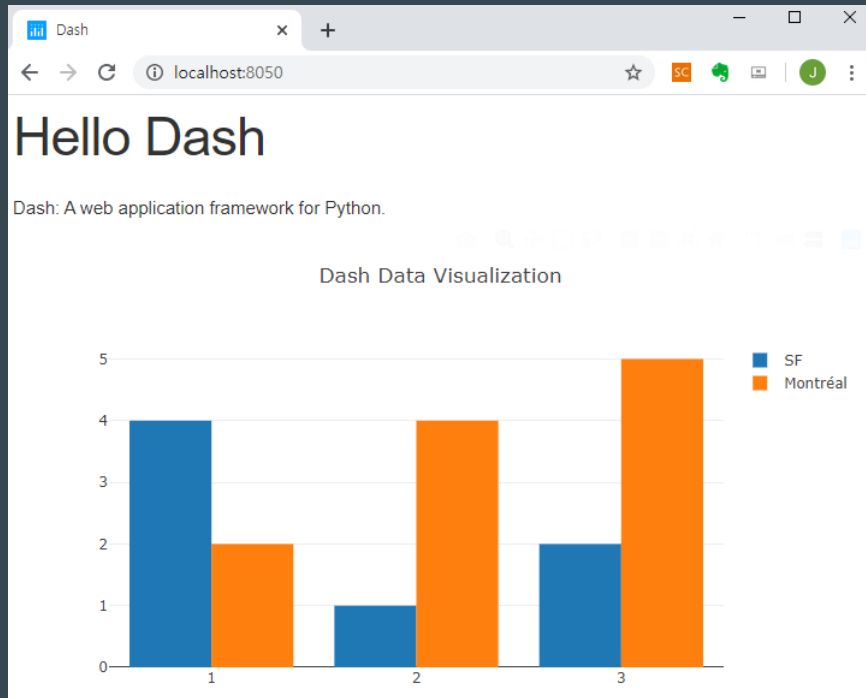 Dash
localhost:8050
SC
J
Hello Dash
Dash: A web application framework for Python.
Dash Data Visualization
5
SF
Montréal
4
3
2
1
0
1 2 3